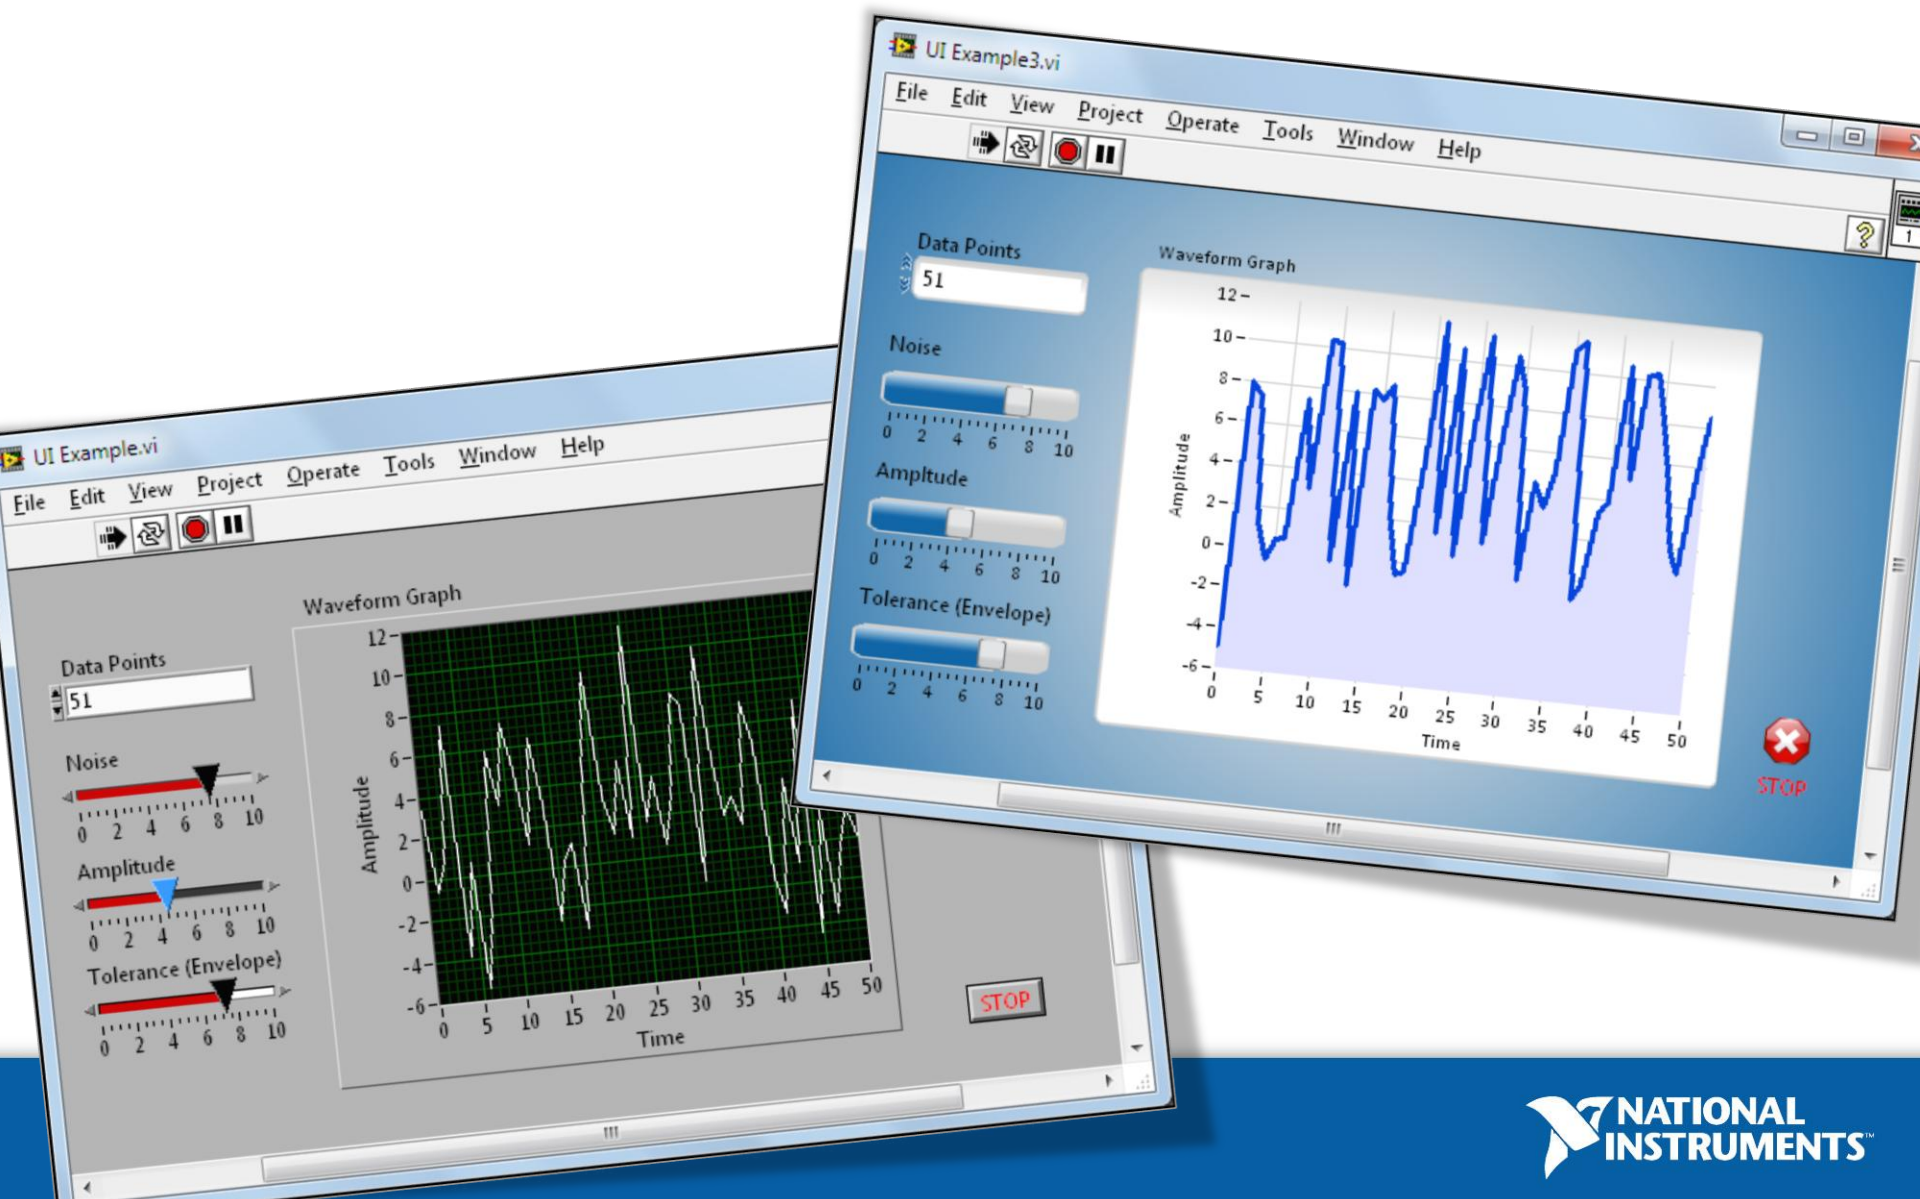 UI Example3.vi
File Edit View Project Operate Tools Window Help
1
Data Points
51
Noise
0 2 4 6 8 10
Ampltude
0 2 4 6 8 10
Tolerance (Envelope)
0 2 4 6 8 10
Waveform Graph
12
10
8
6
4
2
0
-2
-4
-6
Amplitude
0 5 10 15 20 25 30 35 40 45 50
Time
STOP
UI Example.vi
File Edit View Project Operate Tools Window Help
Data Points
51
Noise
0 2 4 6 8 10
Amplitude
0 2 4 6 8 10
Tolerance (Envelope)
0 2 4 6 8 10
Waveform Graph
12
10
8
6
4
2
0
-2
-4
-6
Amplitude
0 5 10 15 20 25 30 35 40 45 50
Time
STOP
NATIONAL
INSTRUMENTS™